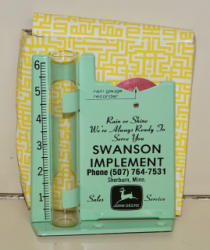 rain gauge
recorder
6
5
4
3
2
1
Rain or Shine
We're Always Ready To
Serve You
SWANSON
IMPLEMENT
Phone (507) 764-7531
Sherburn, Minn.
Sales Service
JOHN DEERE